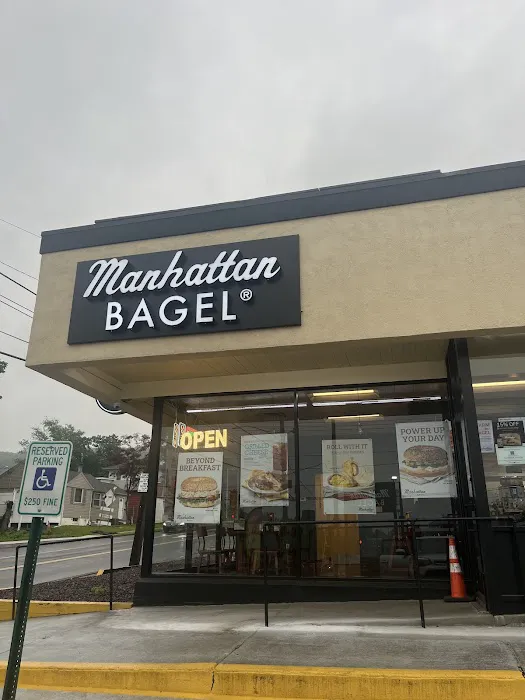 Manhattan
BAGEL®
OPEN
BEYOND
BREAKFAST
ROLL WITH IT
POWER UP
YOUR DAY
RESERVED
PARKING
$250 FINE